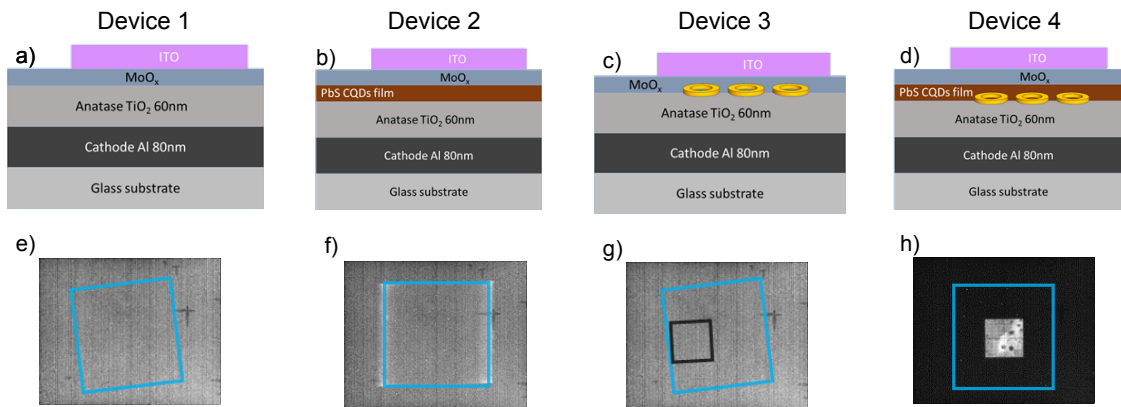 Device 1
Device 2
Device 3
Device 4
a)
ITO
MoOₓ
Anatase TiO₂ 60nm
Cathode Al 80nm
Glass substrate
b)
ITO
MoOₓ
PbS CQDs film
Anatase TiO₂ 60nm
Cathode Al 80nm
Glass substrate
c)
ITO
MoOₓ
Anatase TiO₂ 60nm
Cathode Al 80nm
Glass substrate
d)
ITO
MoOₓ
PbS CQDs film
Anatase TiO₂ 60nm
Cathode Al 80nm
Glass substrate
e)
f)
g)
h)